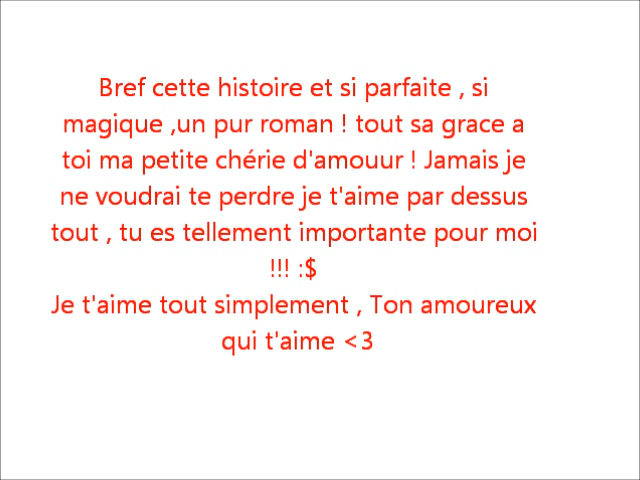 Bref cette histoire et si parfaite , si
magique ,un pur roman ! tout sa grace a
toi ma petite chérie d'amouur ! Jamais je
ne voudrai te perdre je t'aime par dessus
tout , tu es tellement importante pour moi
!!! :$
Je t'aime tout simplement , Ton amoureux
qui t'aime <3